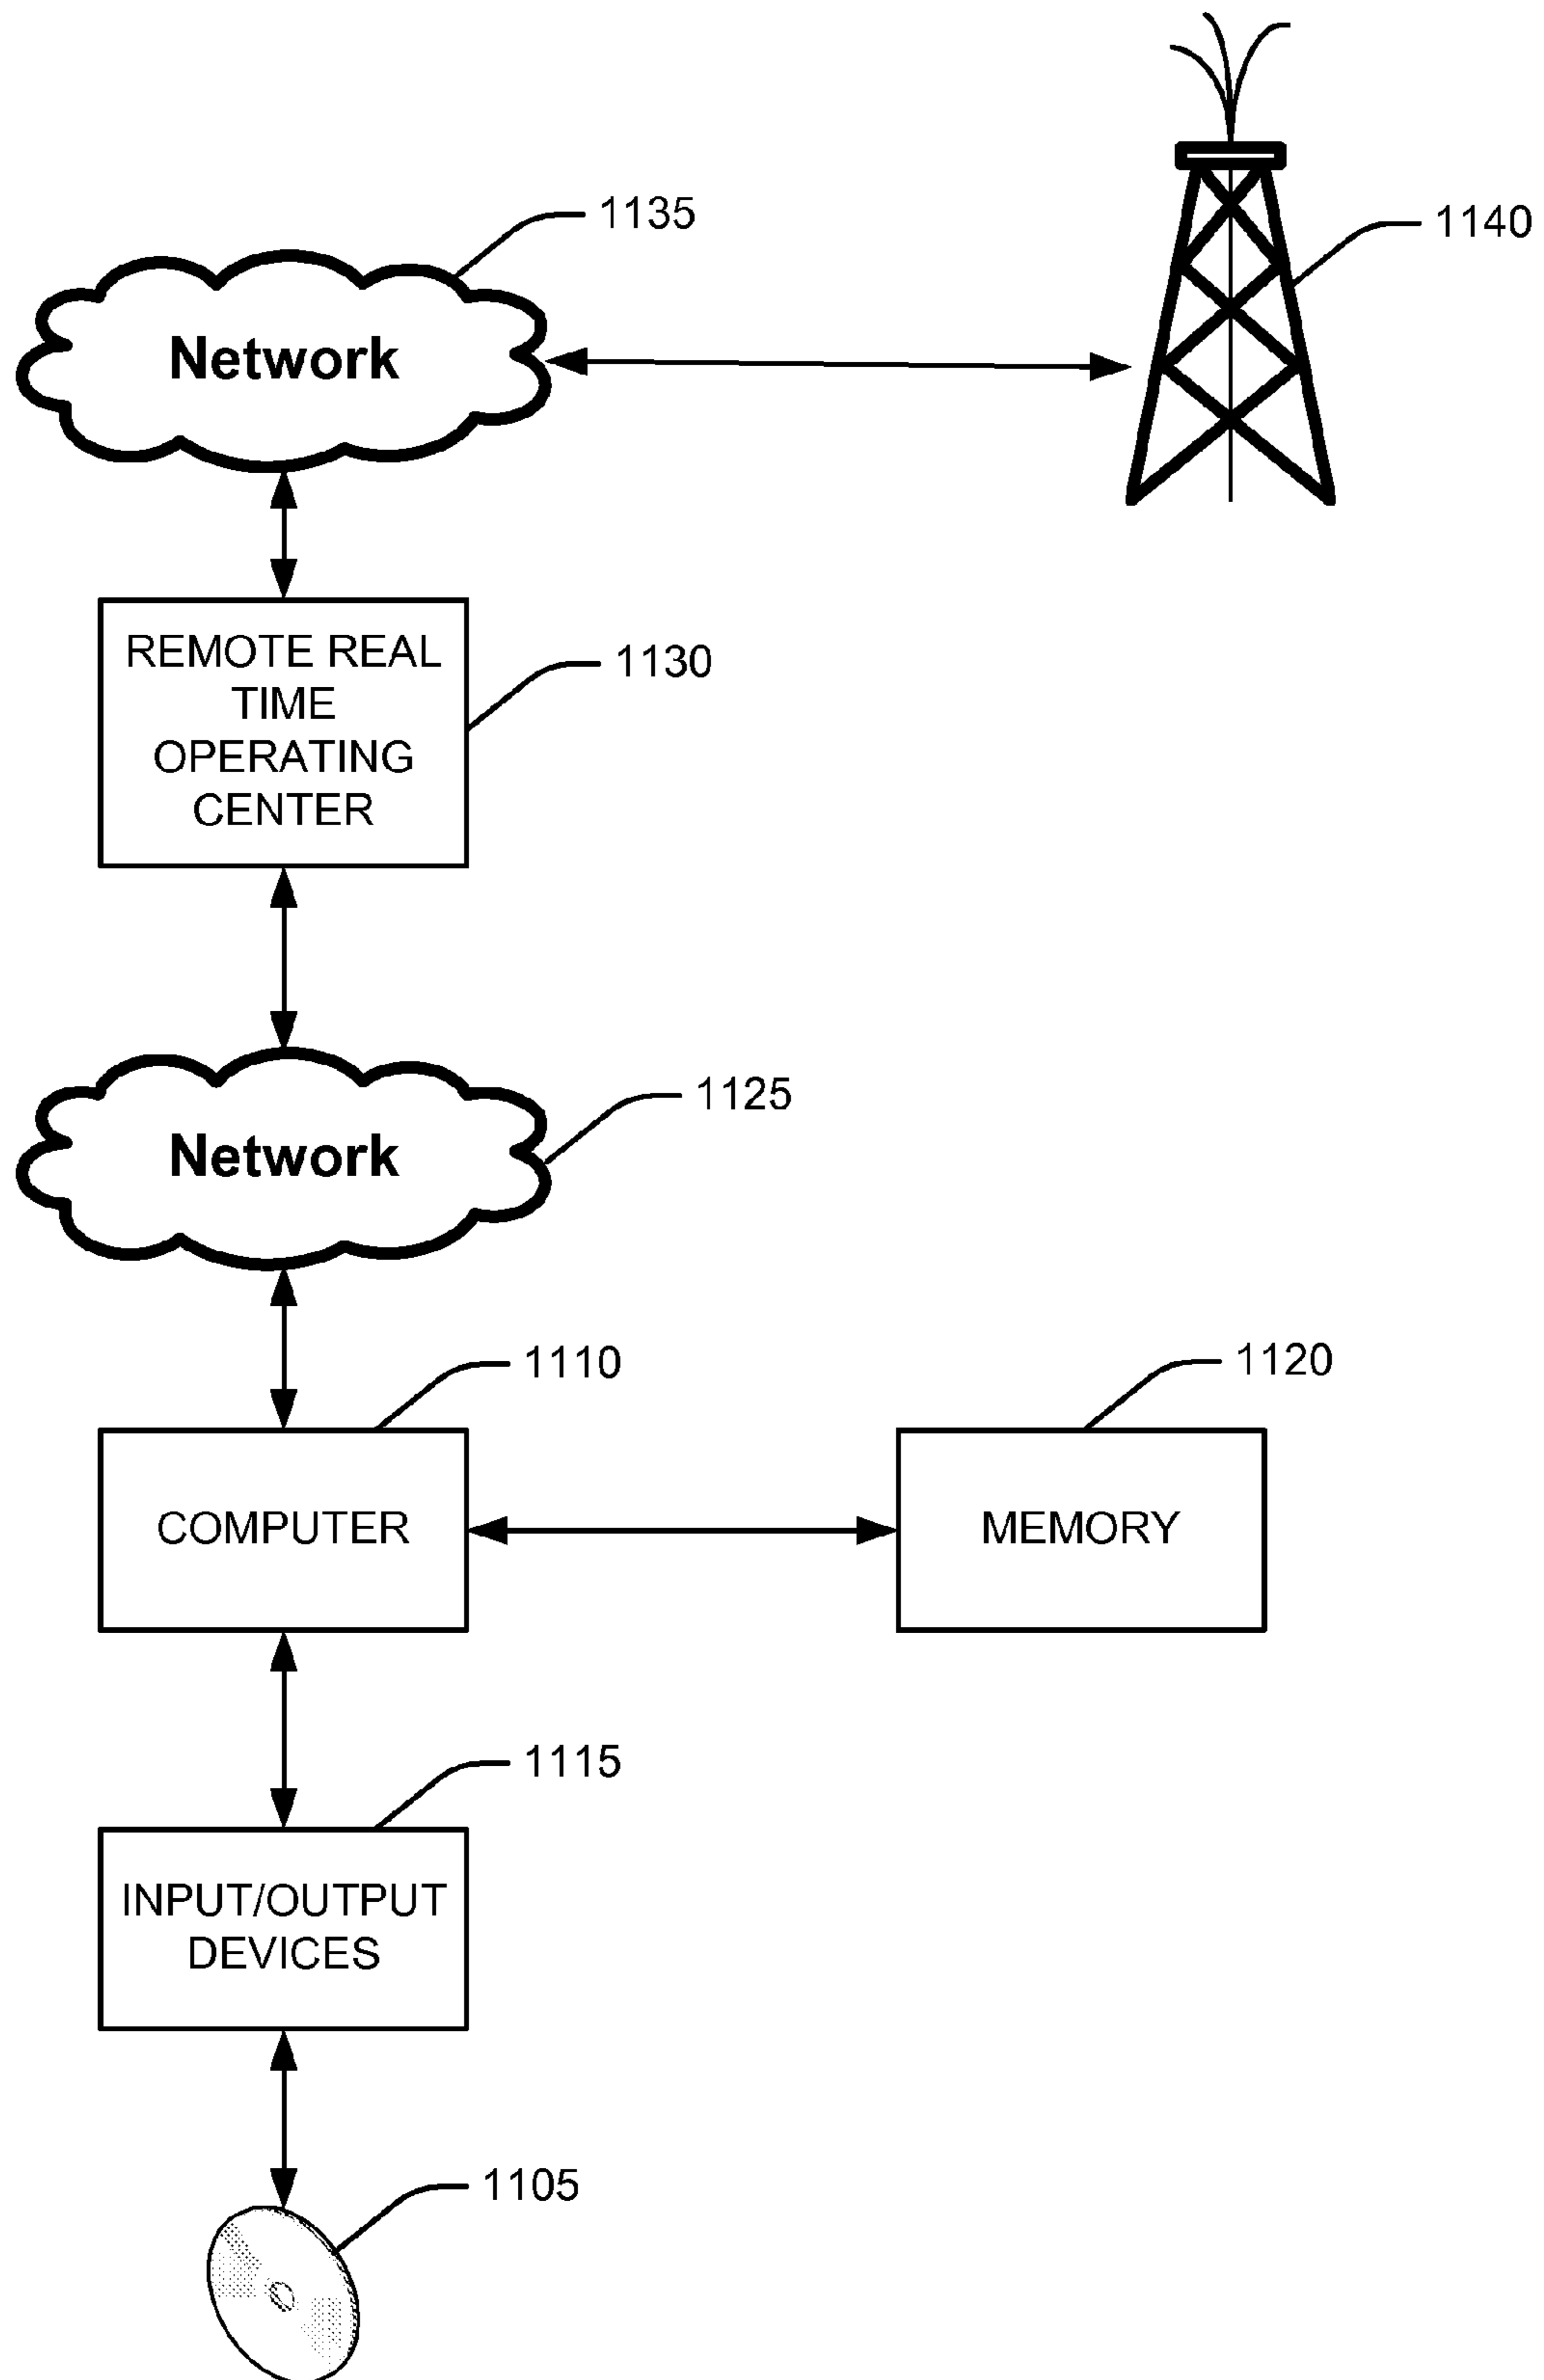 1135
1140
Network
REMOTE REAL
TIME
OPERATING
CENTER
1130
1125
Network
1110
1120
COMPUTER
MEMORY
1115
INPUT/OUTPUT
DEVICES
1105